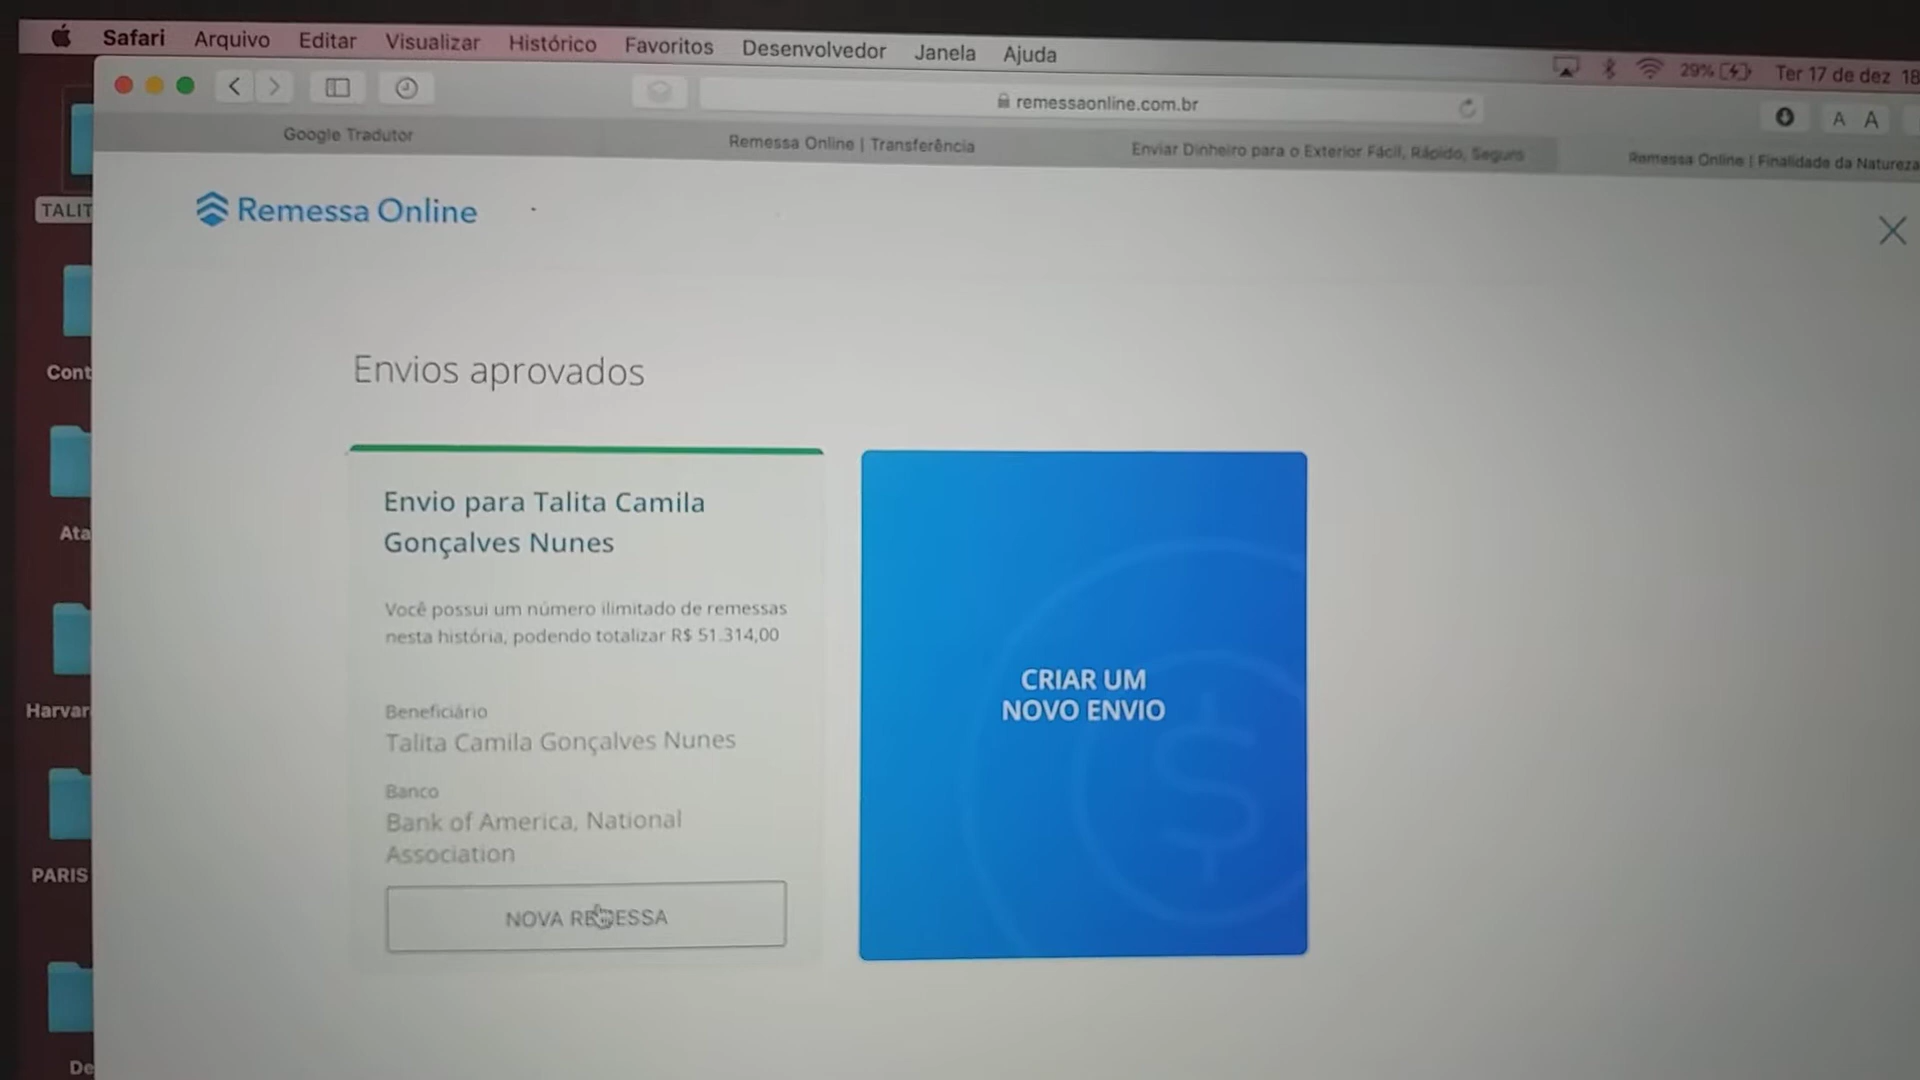 Safari Arquivo Editar Visualizar Histórico Favoritos Desenvolvedor Janela Ajuda
29% Ter 17 de dez 18
remessaonline.com.br
A A
Google Tradutor
Remessa Online | Transferência
Enviar Dinheiro para o Exterior Fácil, Rápido, Seguro
Remessa Online | Finalidade da Natureza
TALIT
Cont
Ata
Harvar
PARIS
De
Remessa Online
Envios aprovados
Envio para Talita Camila
Gonçalves Nunes
Você possui um número ilimitado de remessas
nesta história, podendo totalizar R$ 51.314,00
Beneficiário
Talita Camila Gonçalves Nunes
Banco
Bank of America, National
Association
NOVA REMESSA
CRIAR UM
NOVO ENVIO